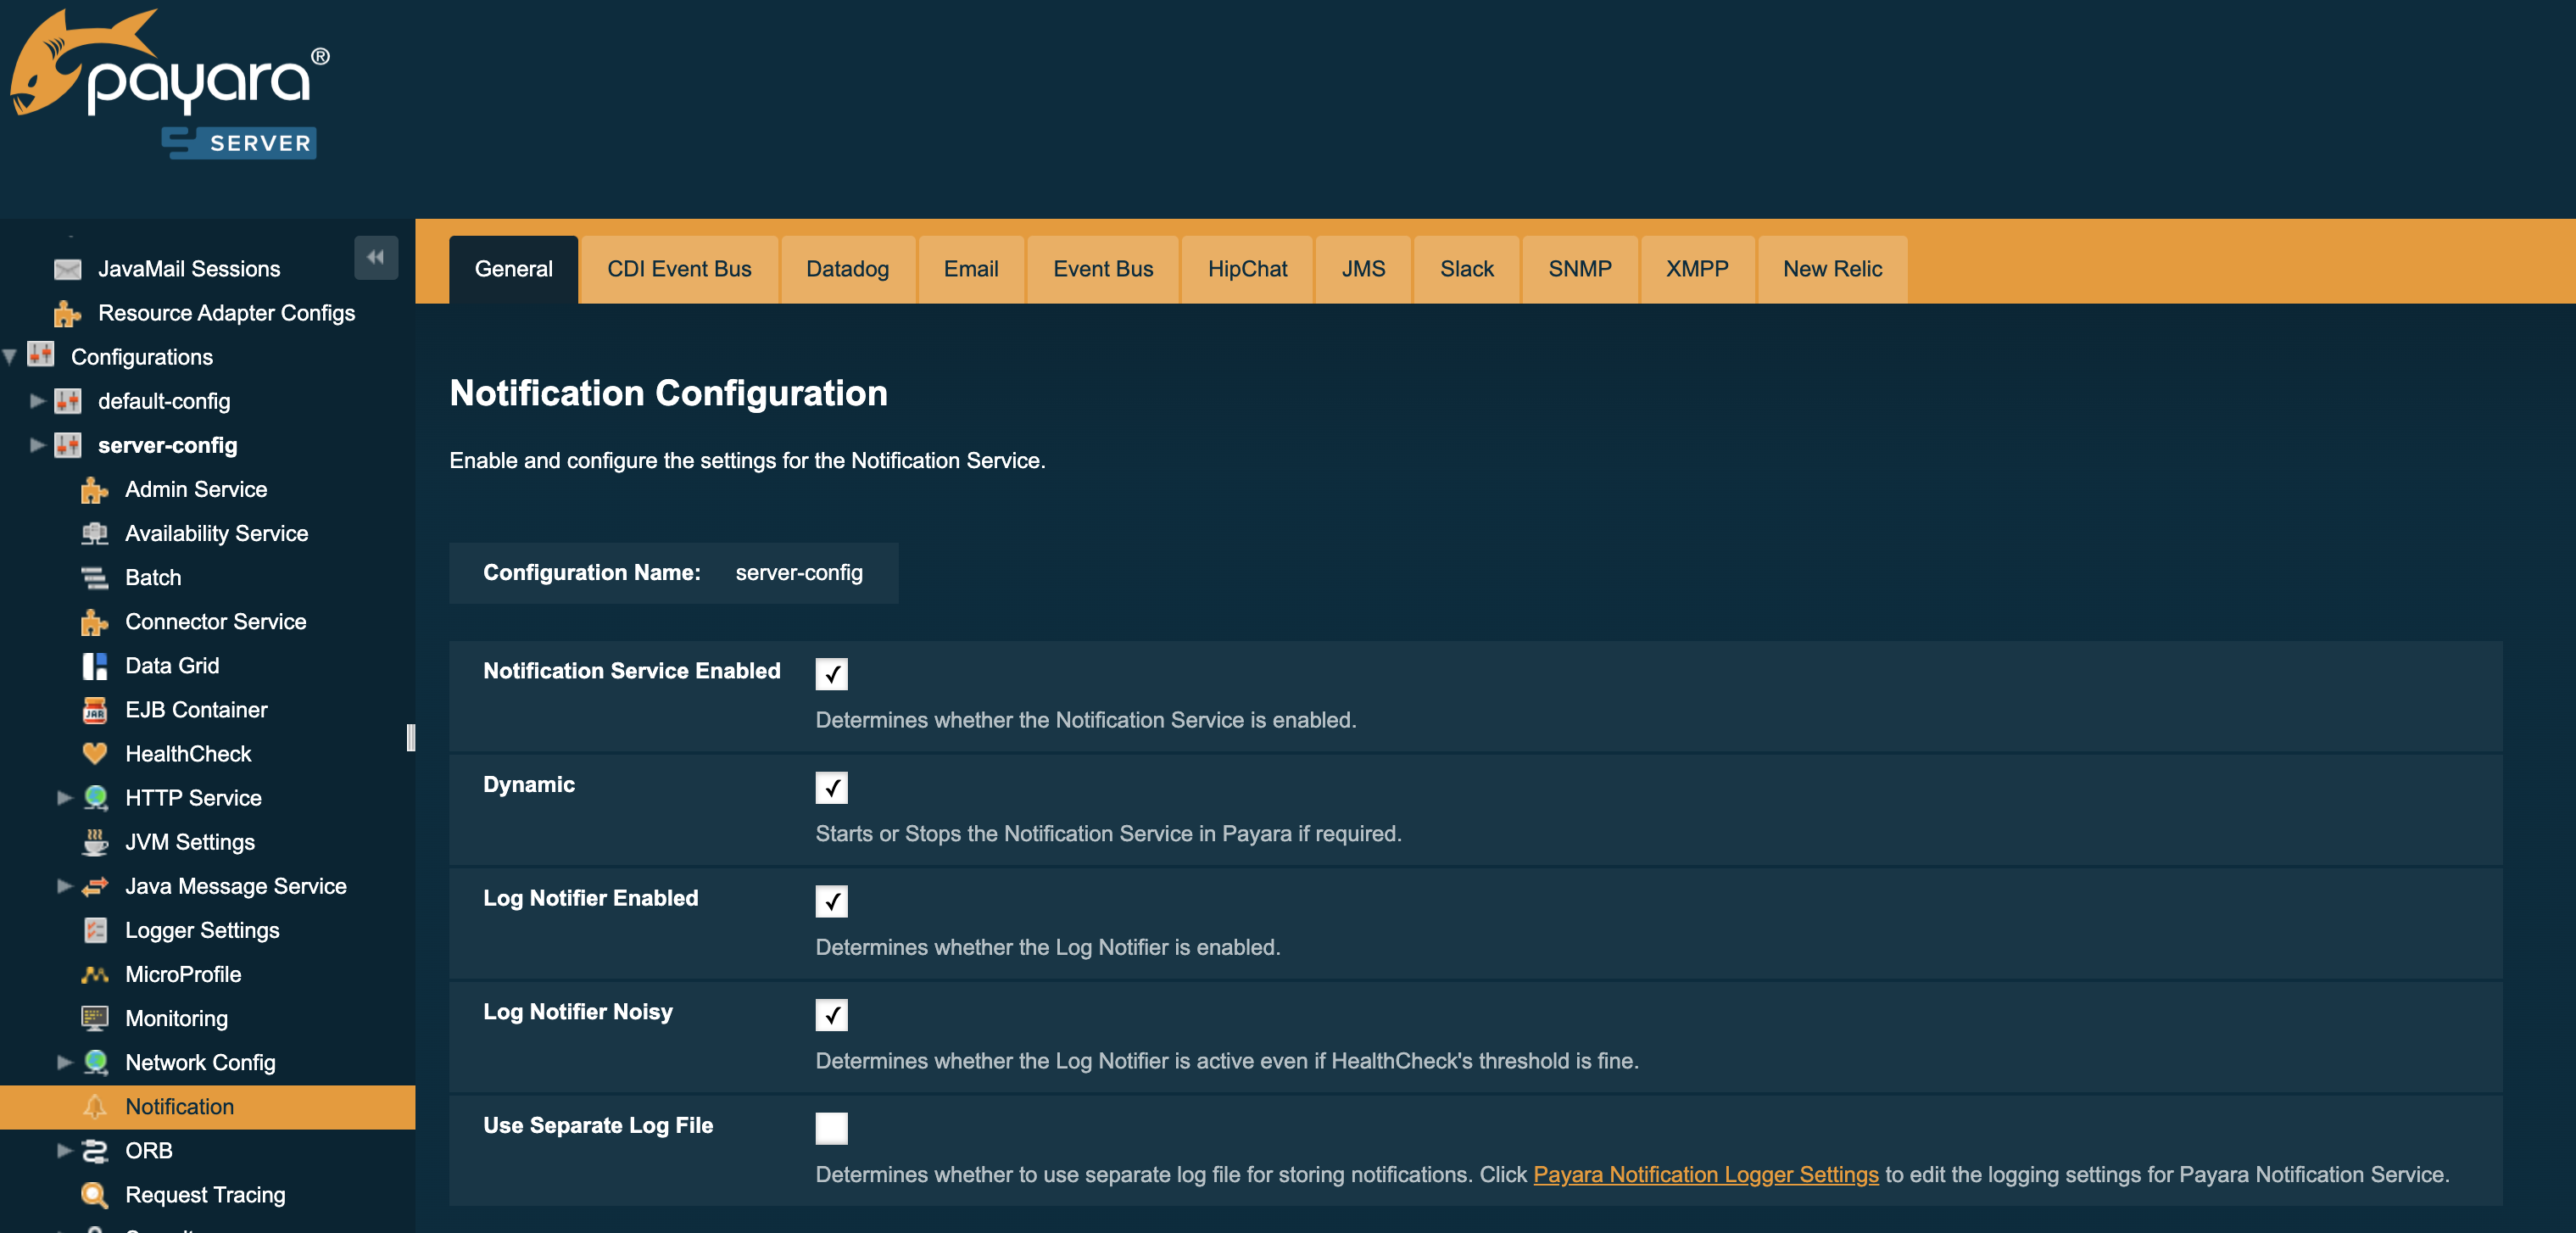 payara®
SERVER
JavaMail Sessions
Resource Adapter Configs
Configurations
default-config
server-config
Admin Service
Availability Service
Batch
Connector Service
Data Grid
JAR
EJB Container
HealthCheck
HTTP Service
JVM Settings
Java Message Service
Logger Settings
MicroProfile
Monitoring
Network Config
Notification
ORB
Request Tracing
General CDI Event Bus Datadog Email Event Bus HipChat JMS Slack SNMP XMPP New Relic
Notification Configuration
Enable and configure the settings for the Notification Service.
Configuration Name: server-config
Notification Service Enabled
Determines whether the Notification Service is enabled.
Dynamic
Starts or Stops the Notification Service in Payara if required.
Log Notifier Enabled
Determines whether the Log Notifier is enabled.
Log Notifier Noisy
Determines whether the Log Notifier is active even if HealthCheck's threshold is fine.
Use Separate Log File
Determines whether to use separate log file for storing notifications. Click Payara Notification Logger Settings to edit the logging settings for Payara Notification Service.